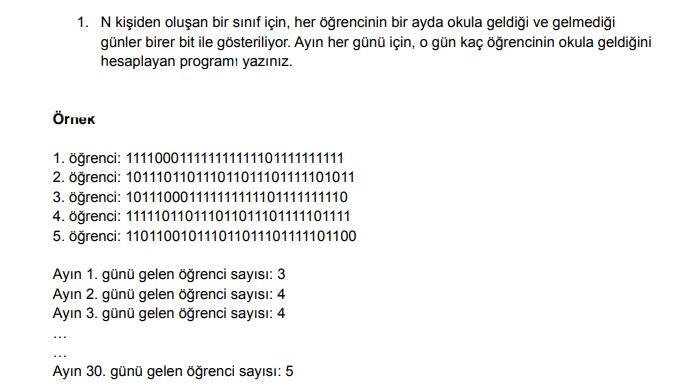 1. N kişiden oluşan bir sınıf için, her öğrencinin bir ayda okula geldiği ve gelmediği
günler birer bit ile gösteriliyor. Ayın her günü için, o gün kaç öğrencinin okula geldiğini
hesaplayan programı yazınız.
Örnek
1. öğrenci: 111100011111111111101111111111
2. öğrenci: 101110110111011011101111101011
3. öğrenci: 101110001111111111101111111110
4. öğrenci: 111110110111011011101111101111
5. öğrenci: 110110010111011011101111101100
Ayın 1. günü gelen öğrenci sayısı: 3
Ayın 2. günü gelen öğrenci sayısı: 4
Ayın 3. günü gelen öğrenci sayısı: 4
...
...
Ayın 30. günü gelen öğrenci sayısı: 5